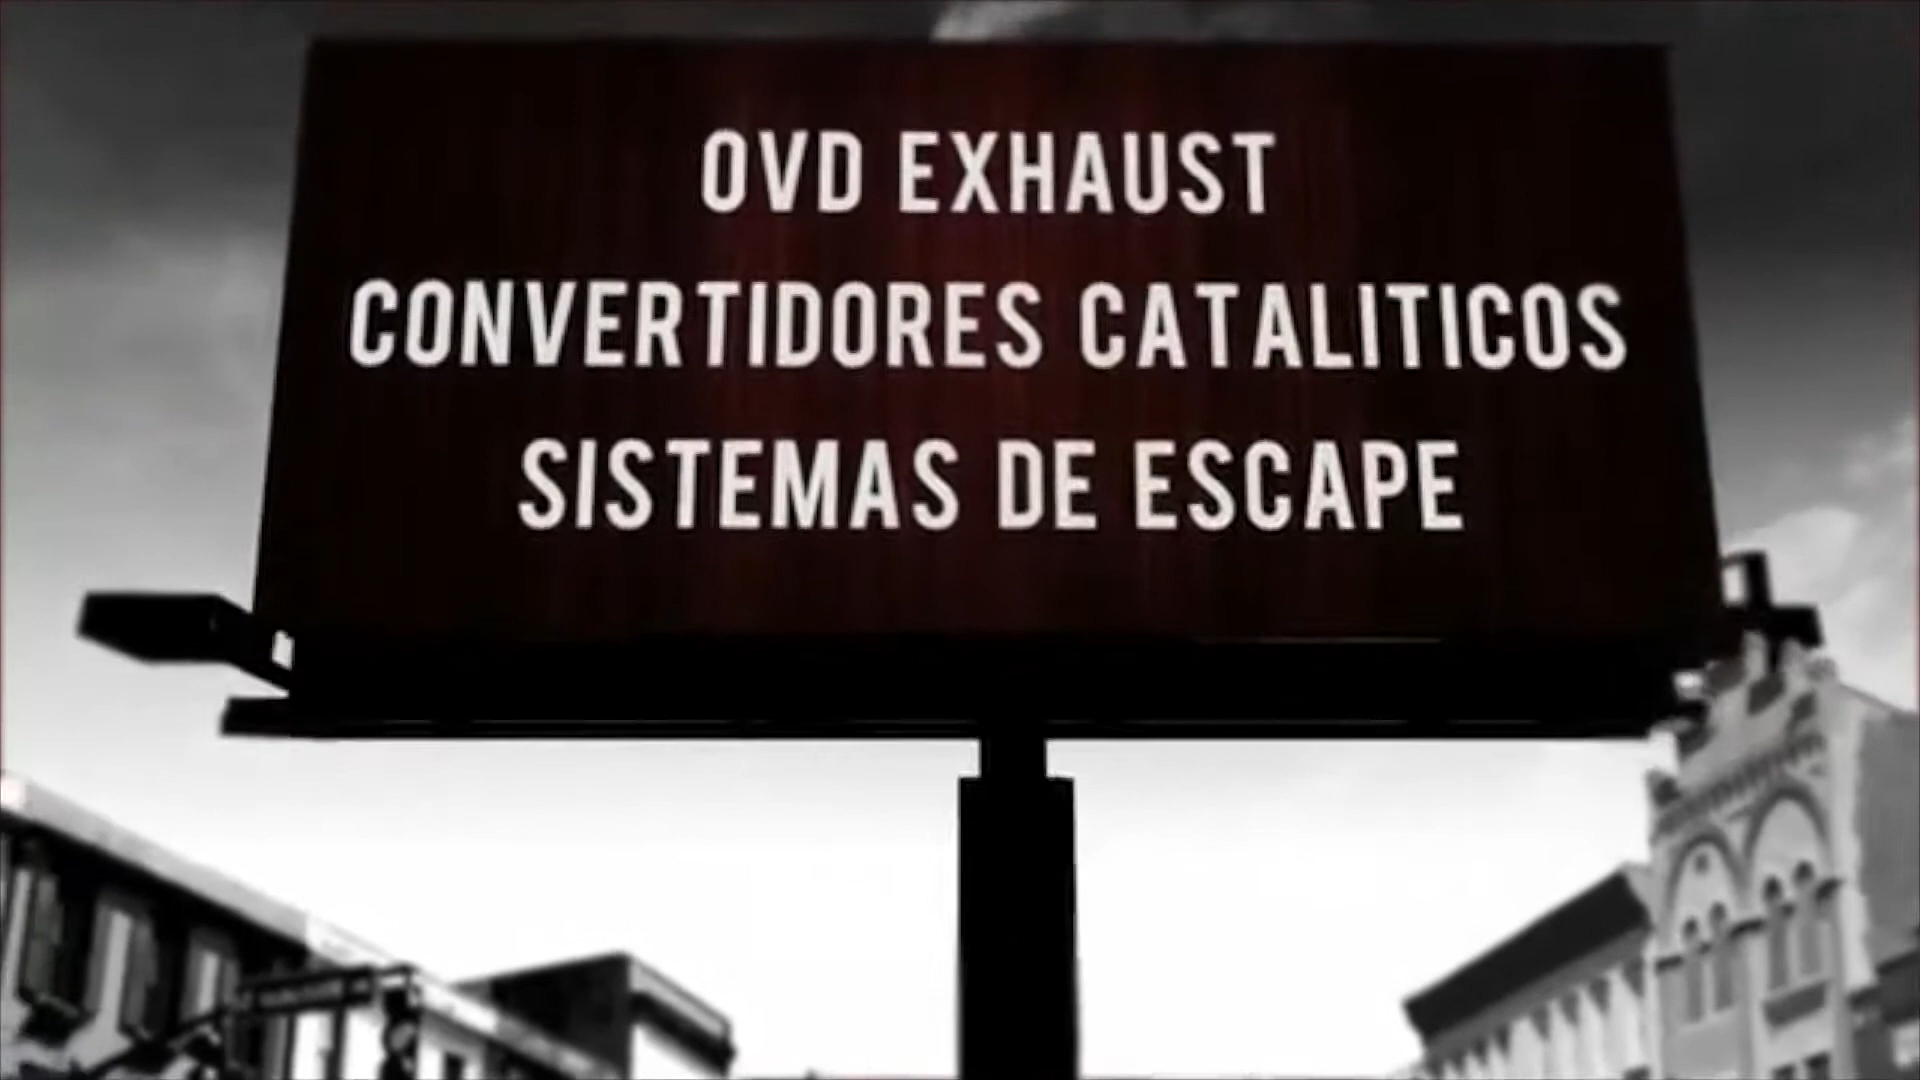 OVD EXHAUST
CONVERTIDORES CATALITICOS
SISTEMAS DE ESCAPE